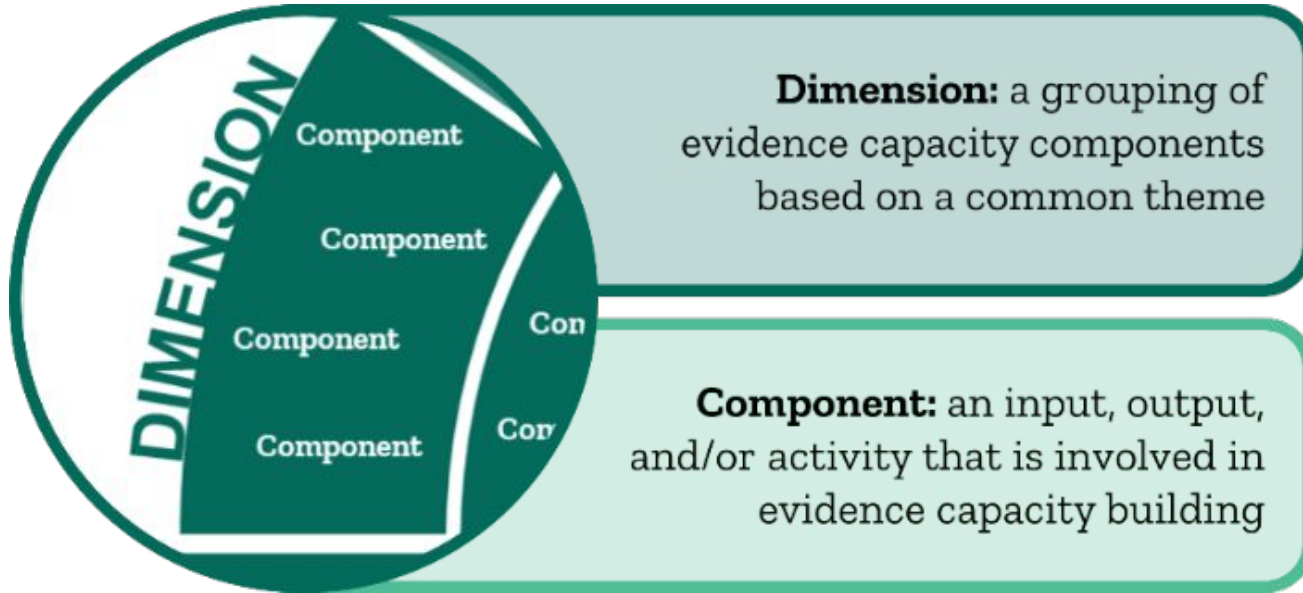 DIMENSION
Component
Component
Component
Component
Dimension: a grouping of
evidence capacity components
based on a common theme
Component: an input, output,
and/or activity that is involved in
evidence capacity building